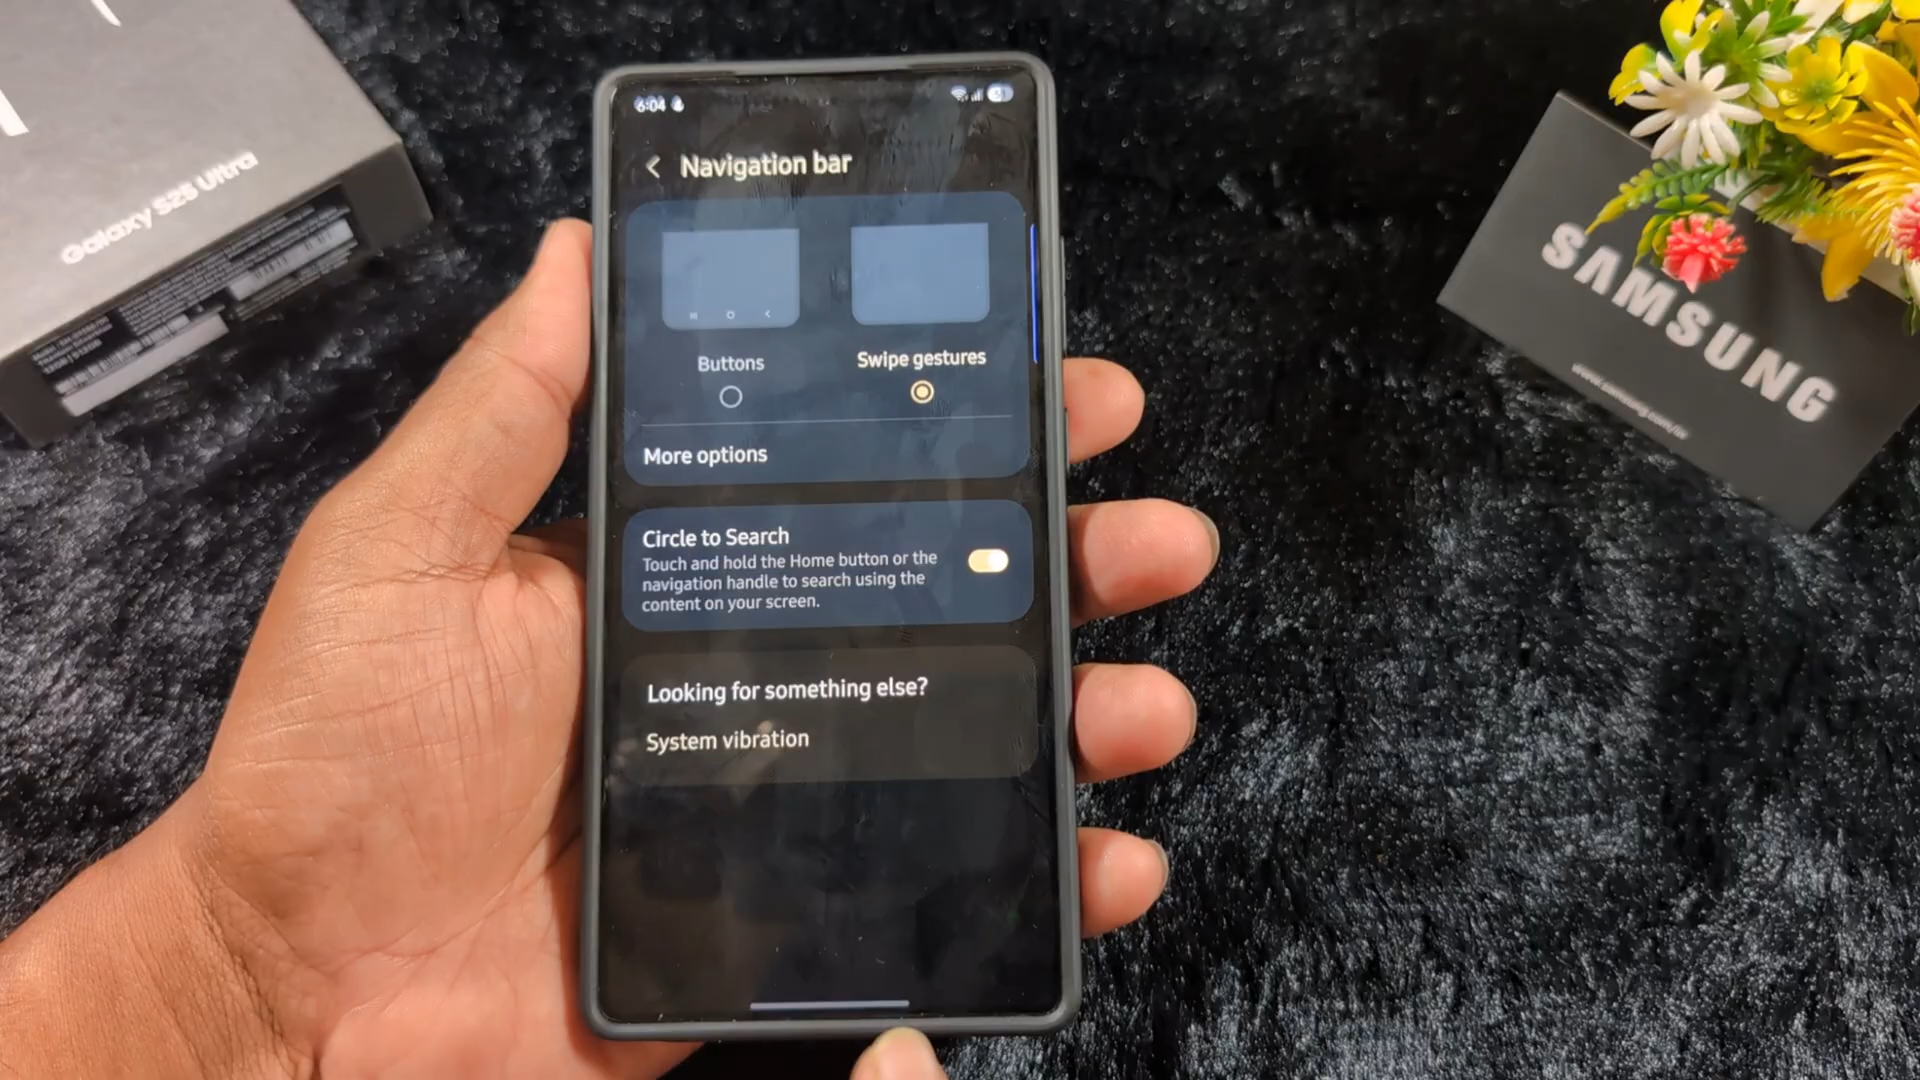 Galaxy S25 Ultra
6:04
Navigation bar
Buttons
Swipe gestures
More options
Circle to Search
Touch and hold the Home button or the
navigation handle to search using the
content on your screen.
Looking for something else?
System vibration
SAMSUNG